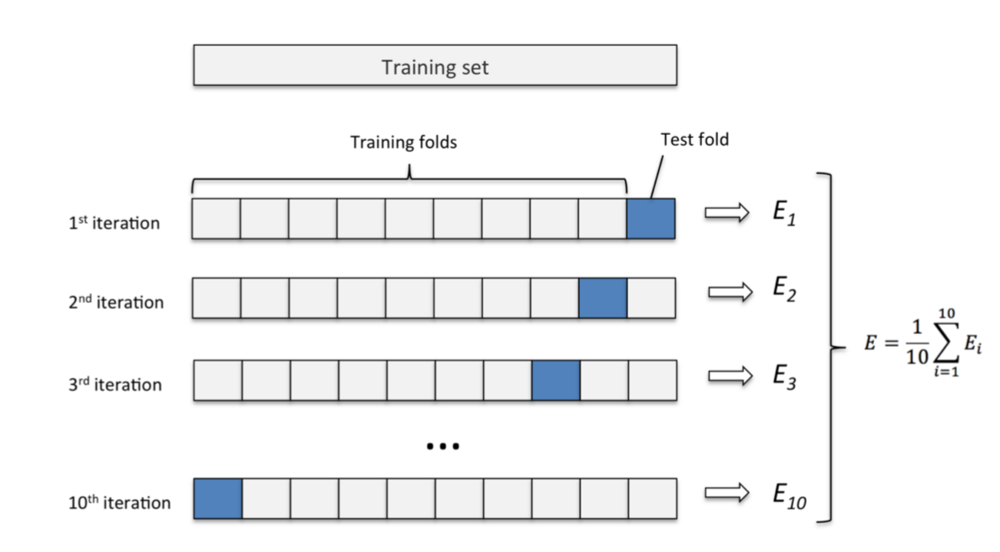 Training set
Training folds
Test fold
1st iteration
E1
2nd iteration
E2
3rd iteration
E3
...
10th iteration
E10
E = 1/10 ∑_{i=1}^{10} E_i